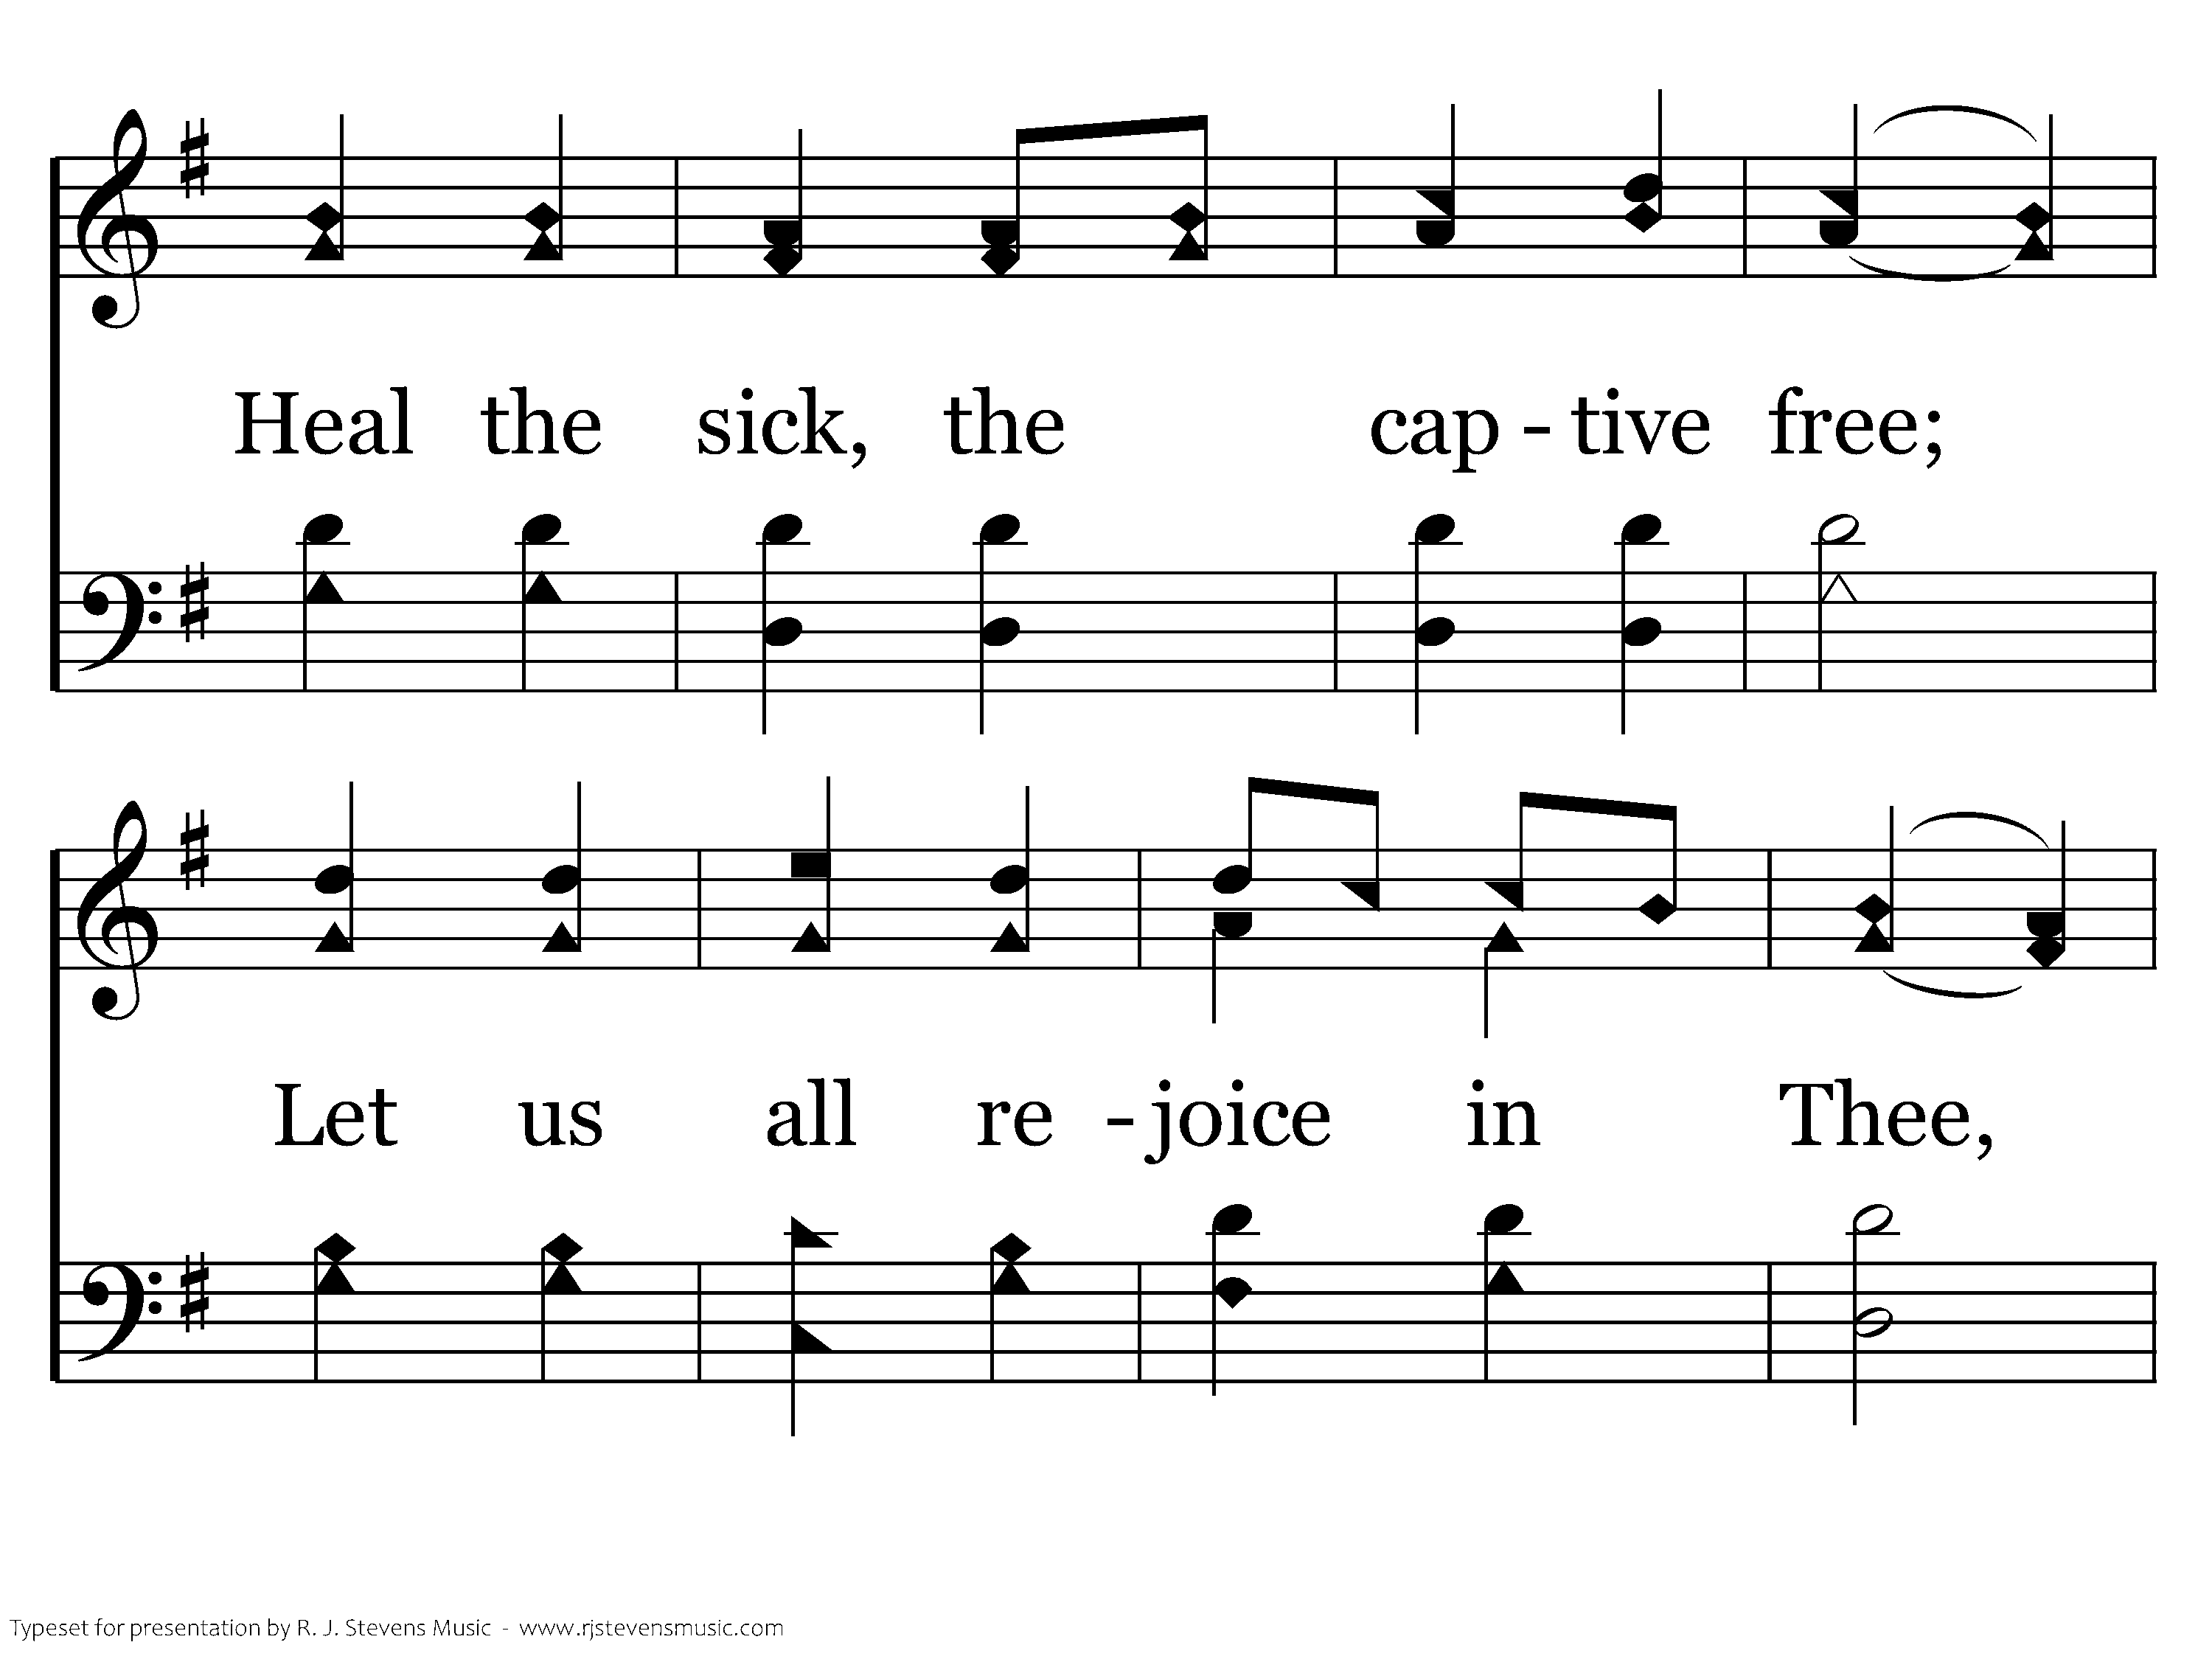 Heal the sick, the cap - tive free;
Let us all re - joice in Thee,
Typeset for presentation by R. J. Stevens Music - www.rjstevensmusic.com